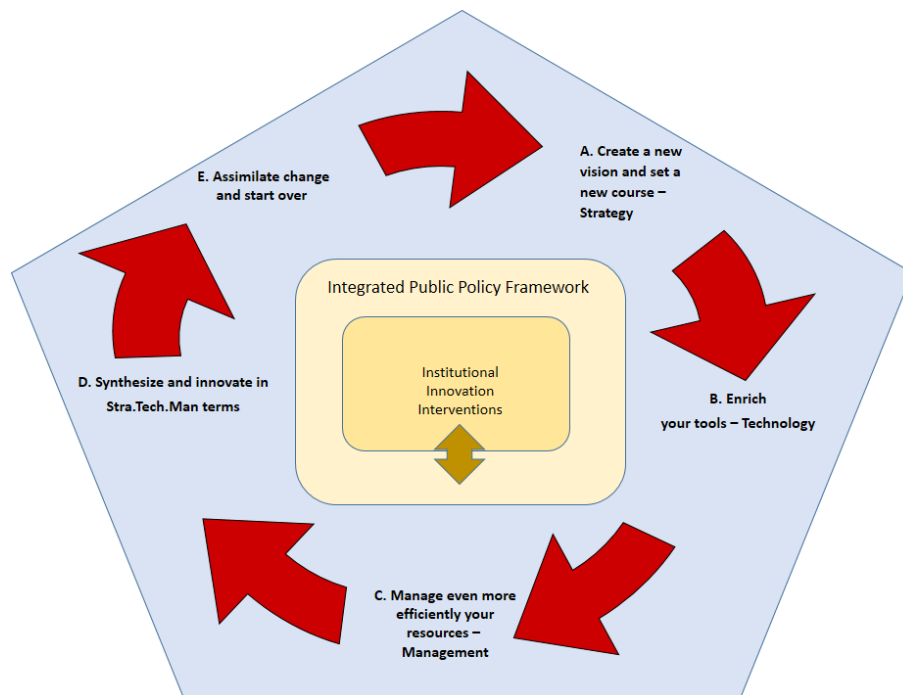 A. Create a new
vision and set a
new course –
Strategy
B. Enrich
your tools – Technology
C. Manage even more
efficiently your
resources –
Management
D. Synthesize and innovate in
Stra.Tech.Man terms
E. Assimilate change
and start over
Integrated Public Policy Framework
Institutional
Innovation
Interventions